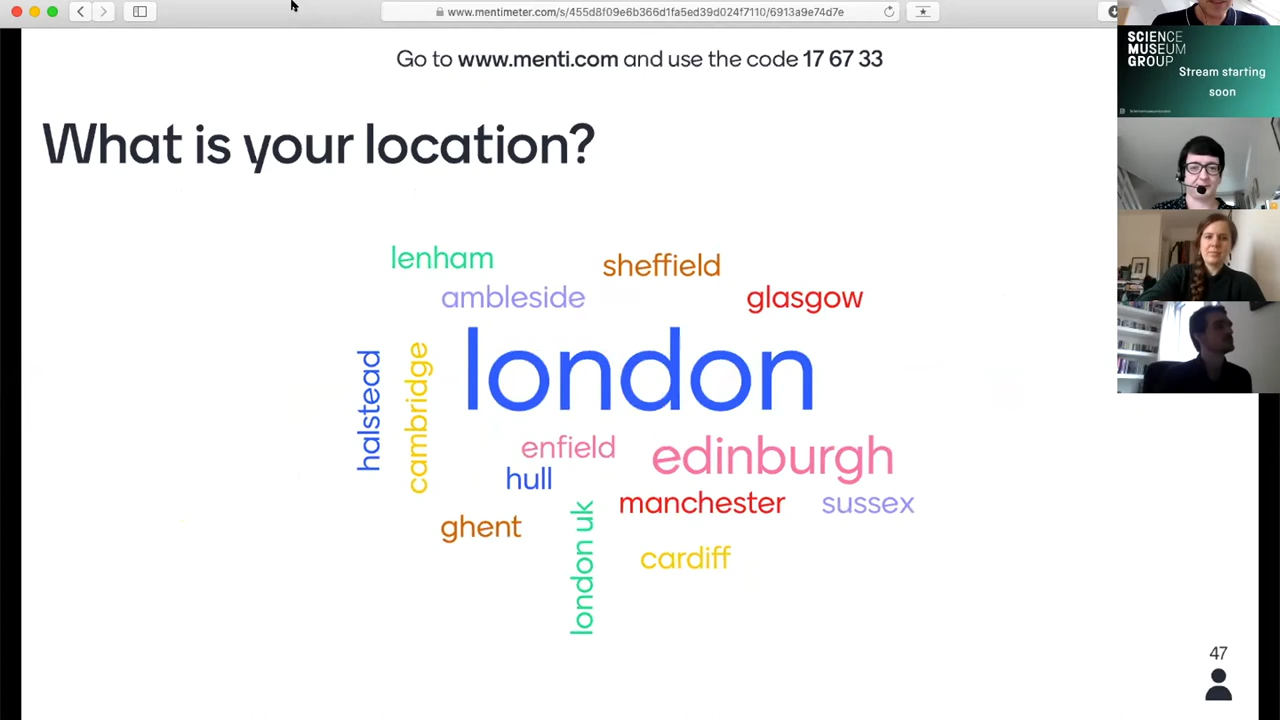 www.mentimeter.com/s/455d8f09e6b366d1fa5ed39d024f7110/6913a9e74d7e
Go to www.menti.com and use the code 17 67 33
What is your location?
lenham
sheffield
ambleside
glasgow
london
halstead
cambridge
enfield
edinburgh
hull
manchester
sussex
ghent
london uk
cardiff
47
SCIENCE
MUSEUM
GROUP
Stream starting
soon